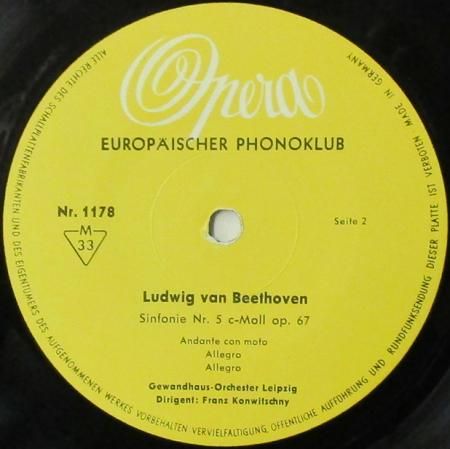 Opera
EUROPÄISCHER PHONOKLUB
Nr. 1178
M
33
Seite 2
Ludwig van Beethoven
Sinfonie Nr. 5 c-Moll op. 67
Andante con moto
Allegro
Allegro
Gewandhaus-Orchester Leipzig
Dirigent: Franz Konwitschny
ALLE RECHTE DES SCHALLPLATTENFABRIKANTEN UND DES EIGENTÜMERS DES AUFGENOMMENEN WERKES VORBEHALTEN VERVIELFÄLTIGUNG, ÖFFENTLICHE AUFFÜHRUNG UND RUNDFUNKSENDUNG DIESER PLATTE IST VERBOTEN MADE IN GERMANY